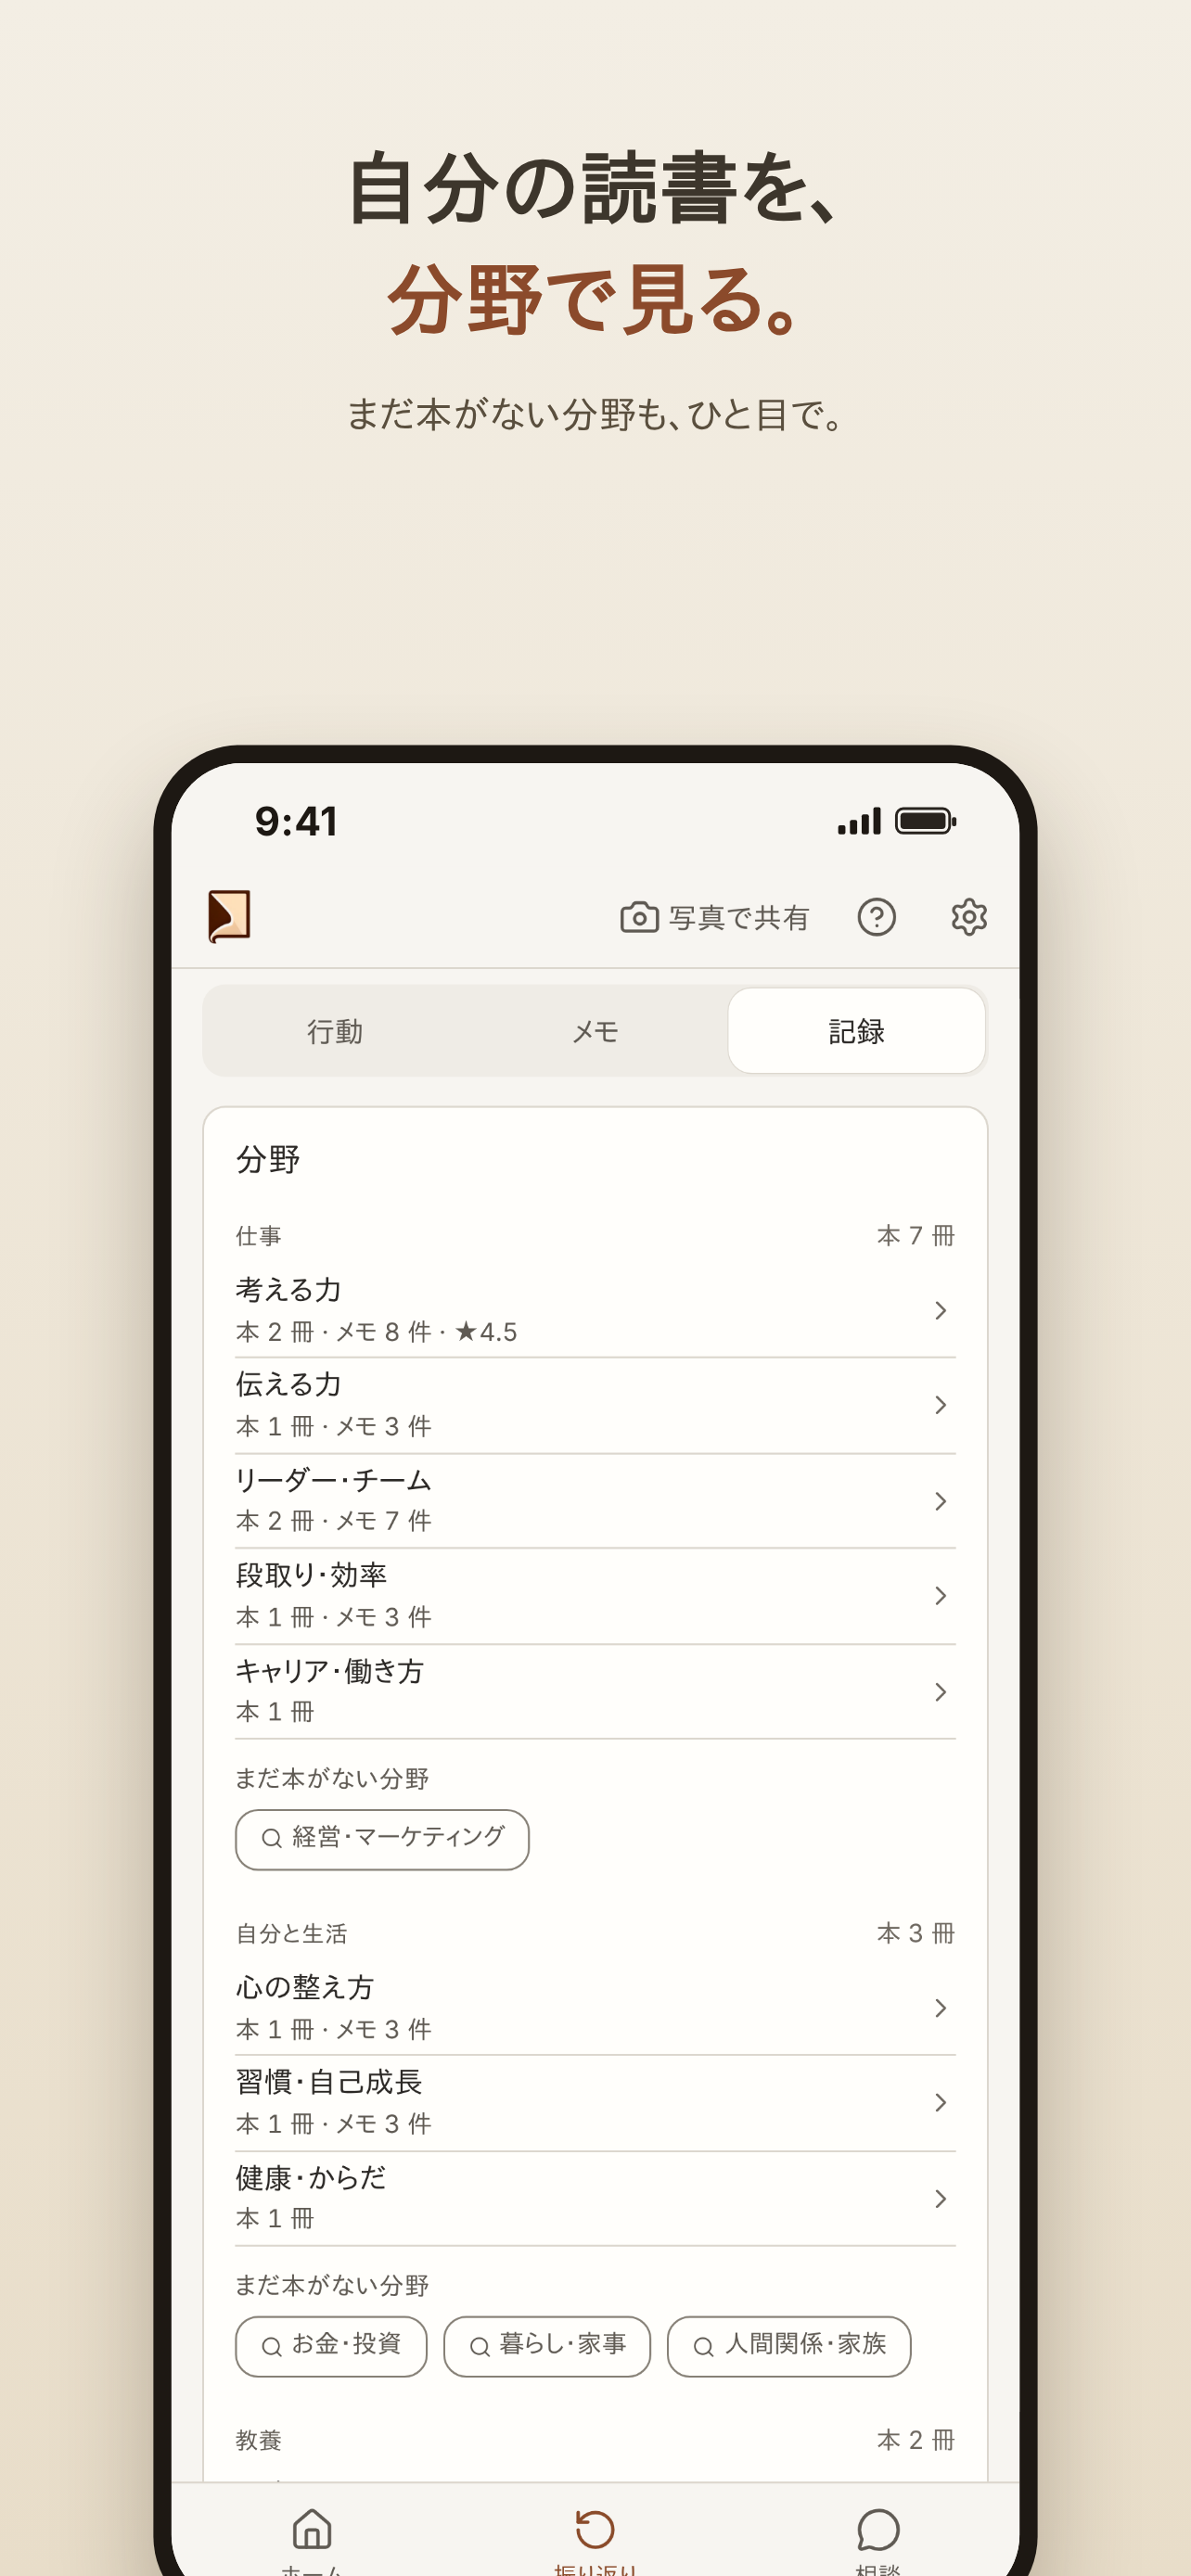 自分の読書を、
分野で見る。
まだ本がない分野も、ひと目で。
9:41
写真で共有
行動 メモ 記録
分野
仕事 本 7 冊
考える力
本 2 冊 · メモ 8 件 · ★4.5
伝える力
本 1 冊 · メモ 3 件
リーダー・チーム
本 2 冊 · メモ 7 件
段取り・効率
本 1 冊 · メモ 3 件
キャリア・働き方
本 1 冊
まだ本がない分野
経営・マーケティング
自分と生活 本 3 冊
心の整え方
本 1 冊 · メモ 3 件
習慣・自己成長
本 1 冊 · メモ 3 件
健康・からだ
本 1 冊
まだ本がない分野
お金・投資 暮らし・家事 人間関係・家族
教養 本 2 冊
ホーム 振り返り 相談